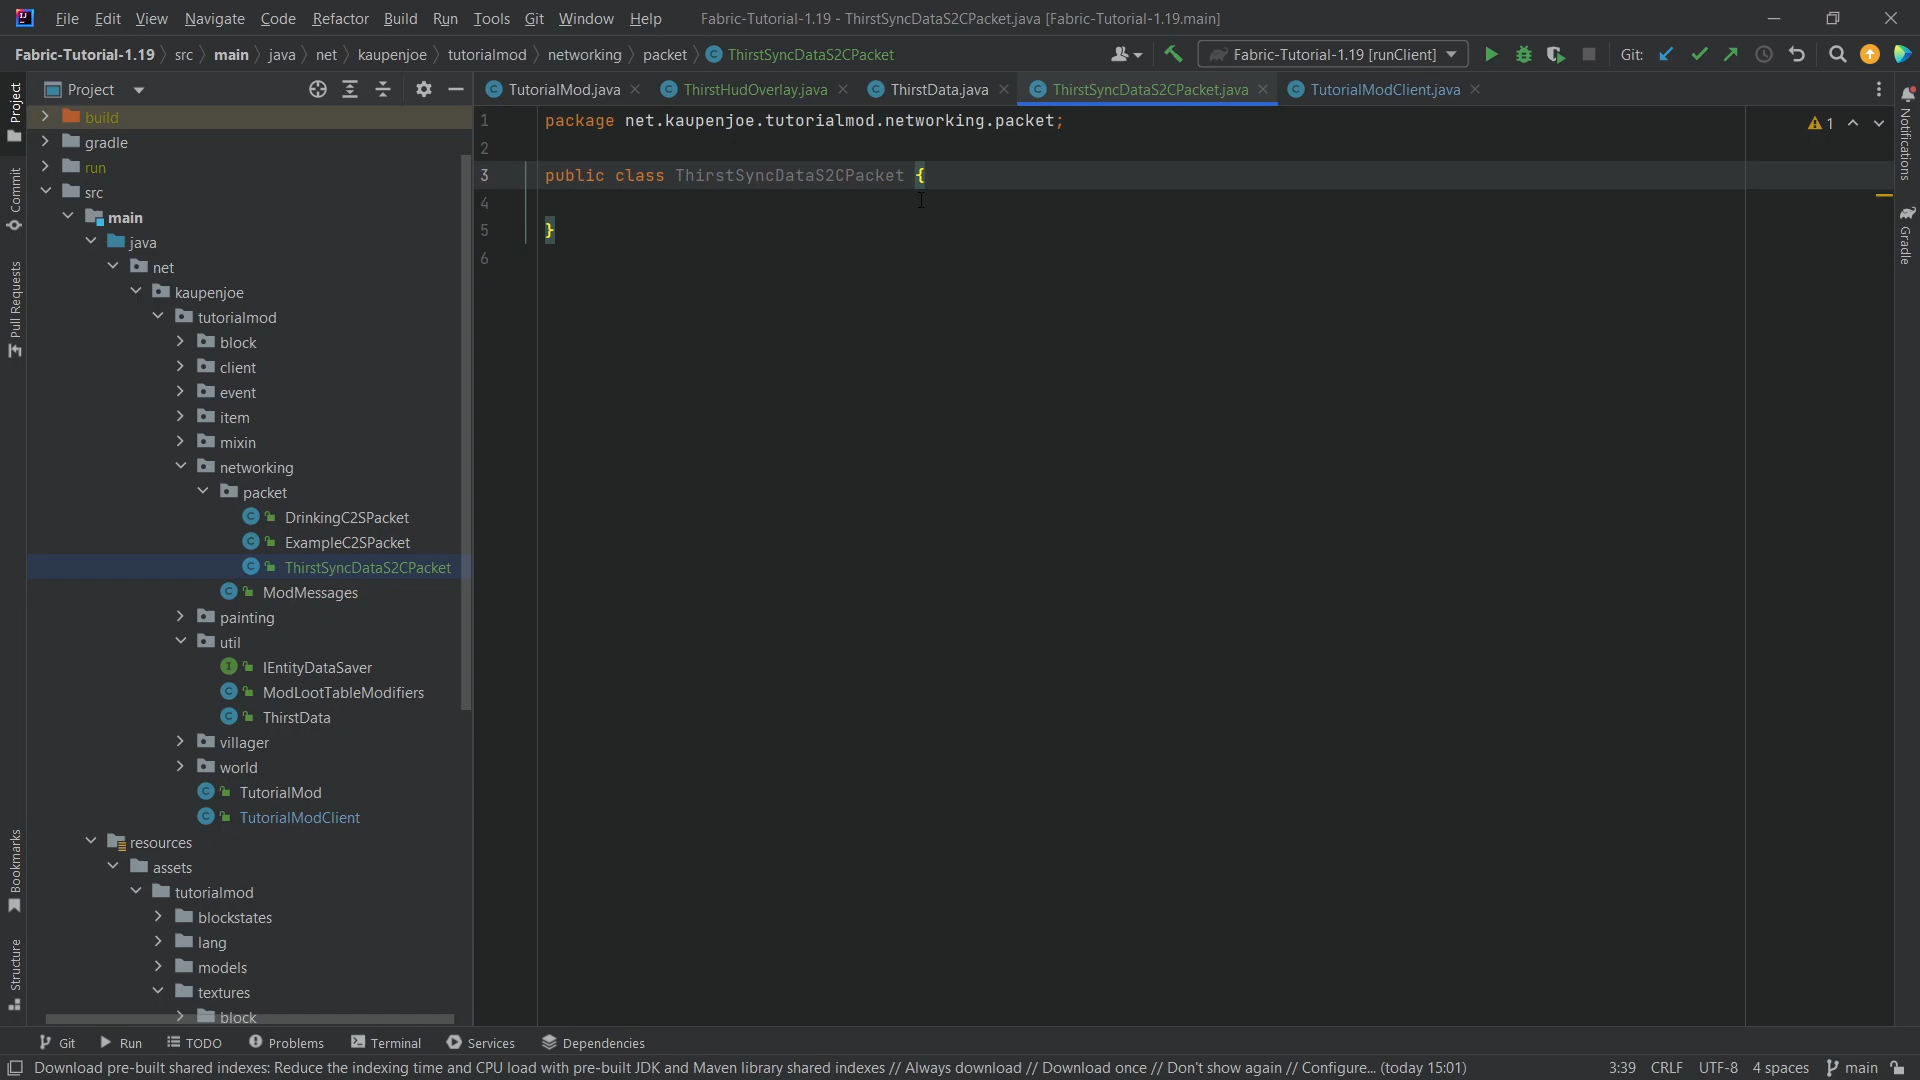 File Edit View Navigate Code Refactor Build Run Tools Git Window Help Fabric-Tutorial-1.19 - ThirstSyncDataS2CPacket.java [Fabric-Tutorial-1.19.main]
Fabric-Tutorial-1.19 src main java net kaupenjoe tutorialmod networking packet ThirstSyncDataS2CPacket Fabric-Tutorial-1.19 [runClient] Git:
Project TutorialMod.java ThirstHudOverlay.java ThirstData.java ThirstSyncDataS2CPacket.java TutorialModClient.java
Project
Commit
Pull Requests
Bookmarks
Structure
build
gradle
run
src
main
java
net
kaupenjoe
tutorialmod
block
client
event
item
mixin
networking
packet
DrinkingC2SPacket
ExampleC2SPacket
ThirstSyncDataS2CPacket
ModMessages
painting
util
IEntityDataSaver
ModLootTableModifiers
ThirstData
villager
world
TutorialMod
TutorialModClient
resources
assets
tutorialmod
blockstates
lang
models
textures
block
1 package net.kaupenjoe.tutorialmod.networking.packet;
2
3 public class ThirstSyncDataS2CPacket {
4
5 }
6
1
Notifications
Gradle
Git Run TODO Problems Terminal Services Dependencies
Download pre-built shared indexes: Reduce the indexing time and CPU load with pre-built JDK and Maven library shared indexes // Always download // Download once // Don't show again // Configure... (today 15:01) 3:39 CRLF UTF-8 4 spaces main